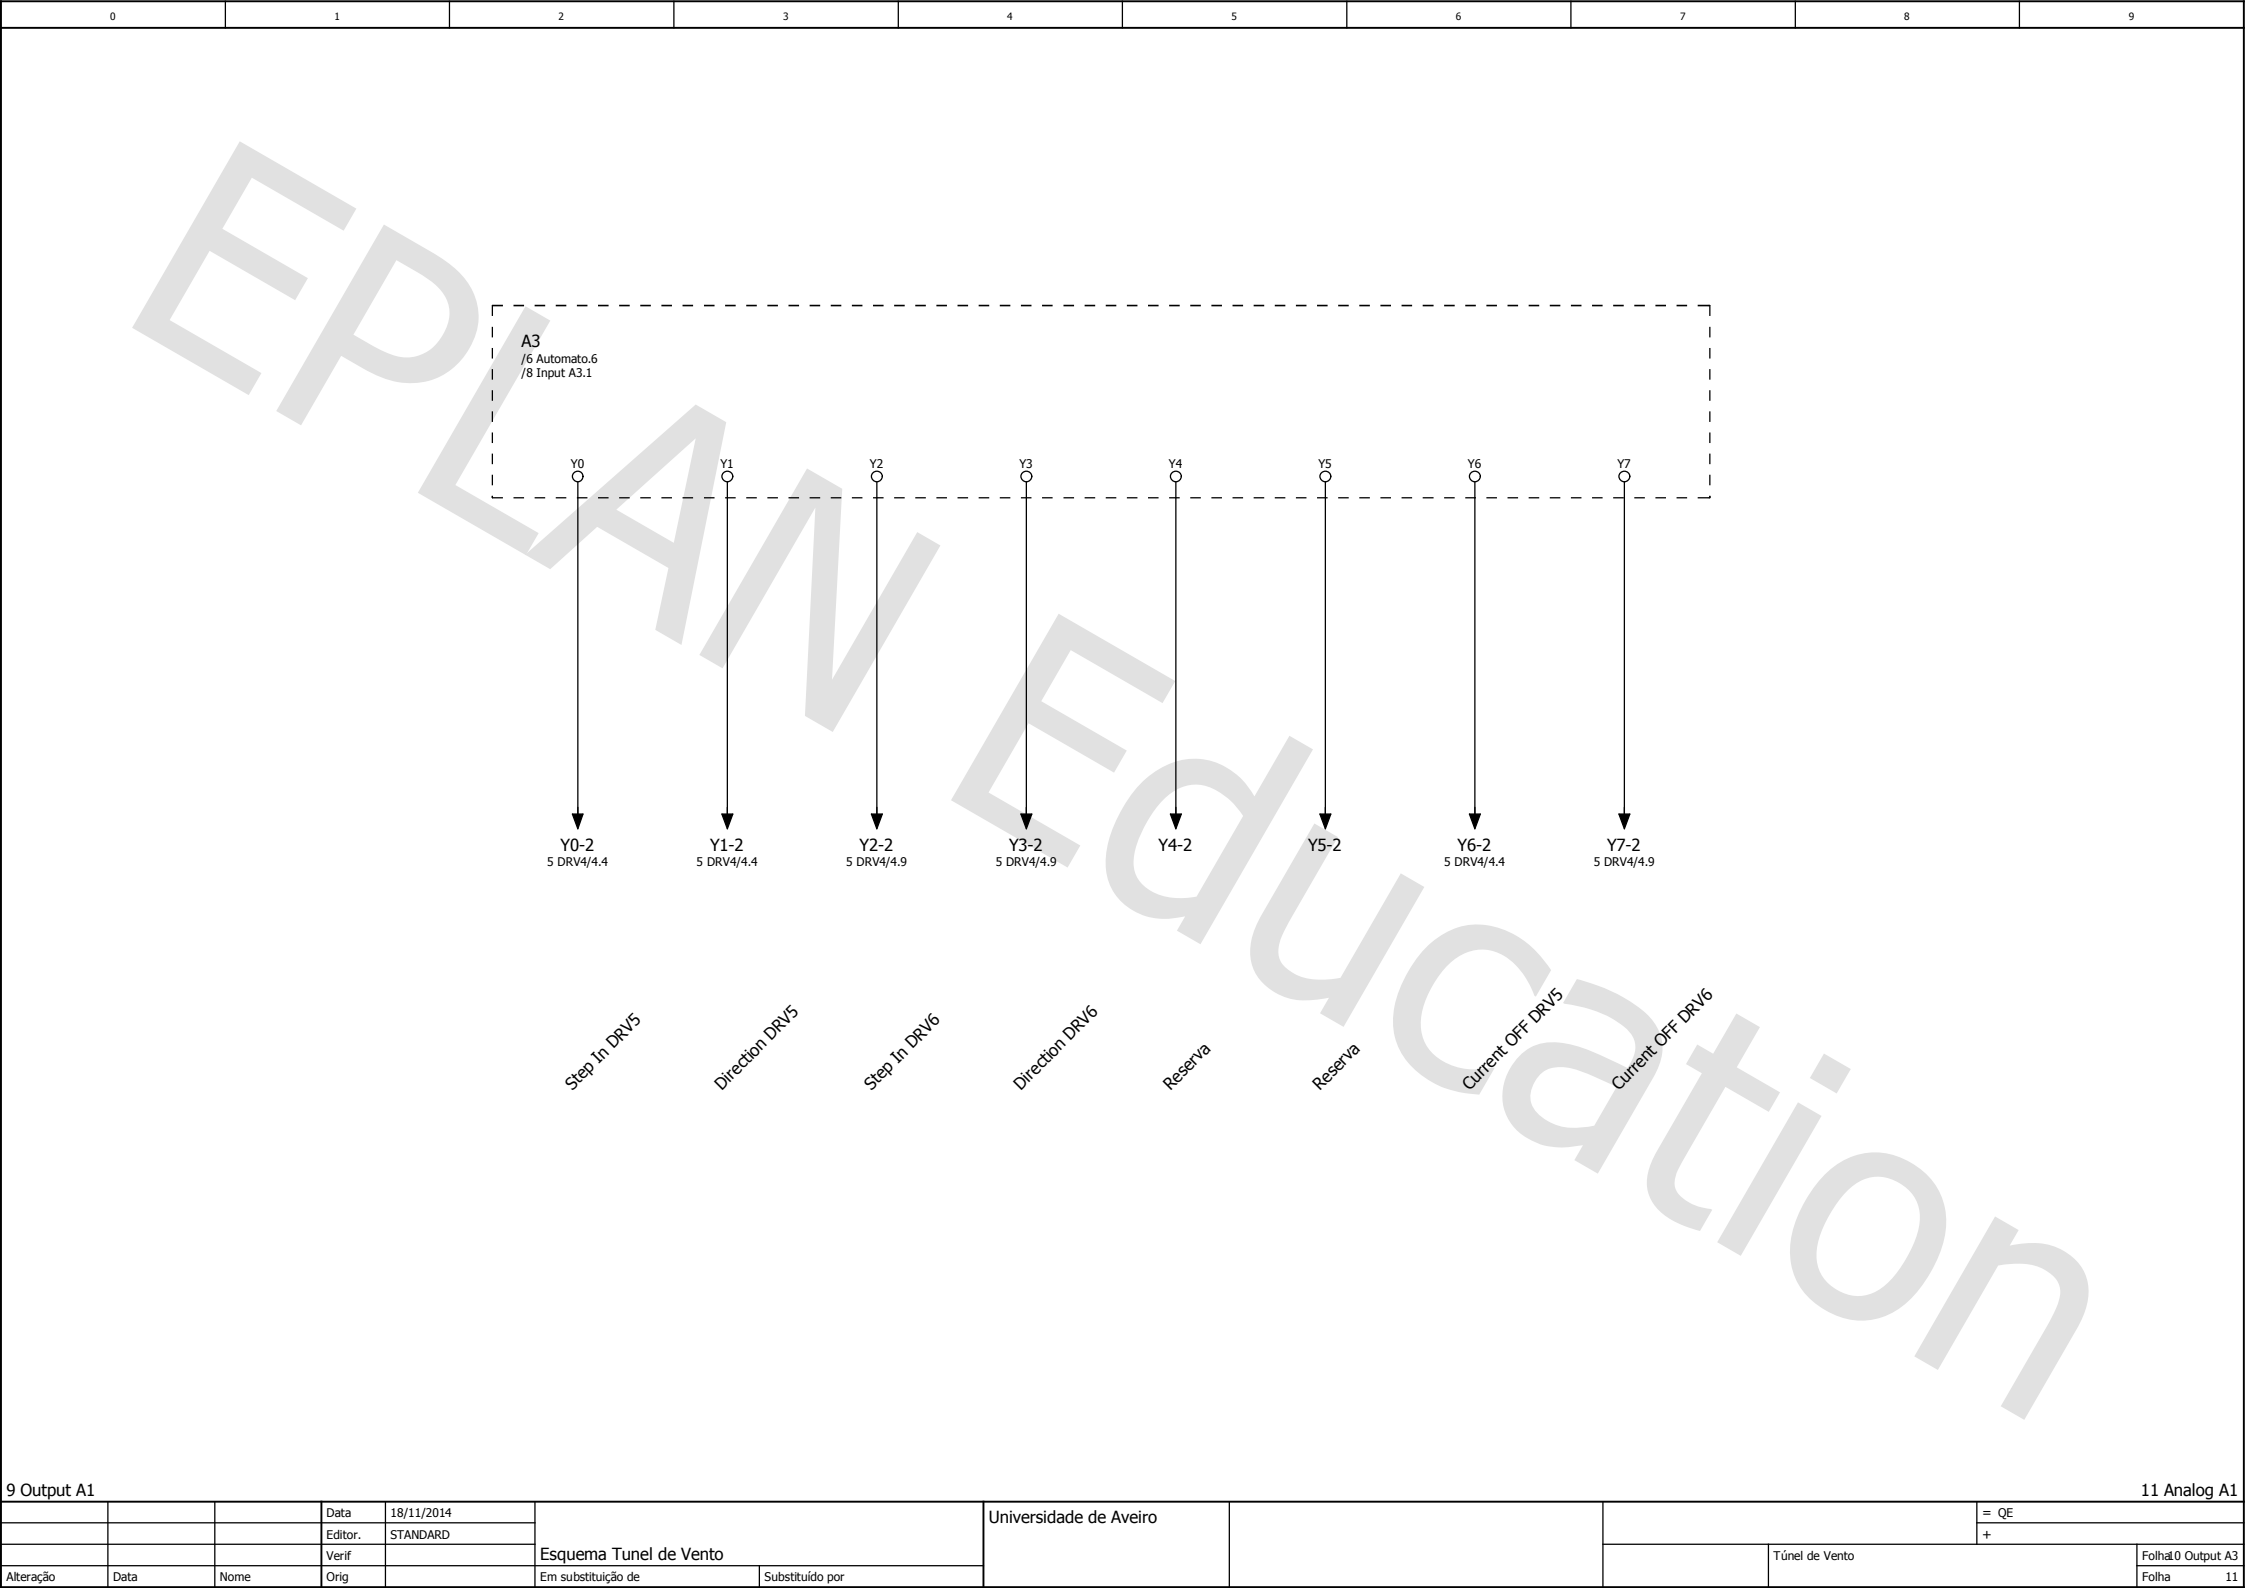 0 1 2 3 4 5 6 7 8 9
EPLAN Education
A3
/6 Automato.6
/8 Input A3.1
Y0 Y1 Y2 Y3 Y4 Y5 Y6 Y7
Y0-2 Y1-2 Y2-2 Y3-2 Y4-2 Y5-2 Y6-2 Y7-2
5 DRV4/4.4 5 DRV4/4.4 5 DRV4/4.9 5 DRV4/4.9 5 DRV4/4.4 5 DRV4/4.9
Step In DRV5
Direction DRV5
Step In DRV6
Direction DRV6
Reserva
Reserva
Current OFF DRV5
Current OFF DRV6
9 Output A1 11 Analog A1
Data 18/11/2014 Universidade de Aveiro = QE
Editor. STANDARD +
Verif Esquema Tunel de Vento Túnel de Vento Folha 10 Output A3
Alteração Data Nome Orig Em substituição de Substituído por Folha 11